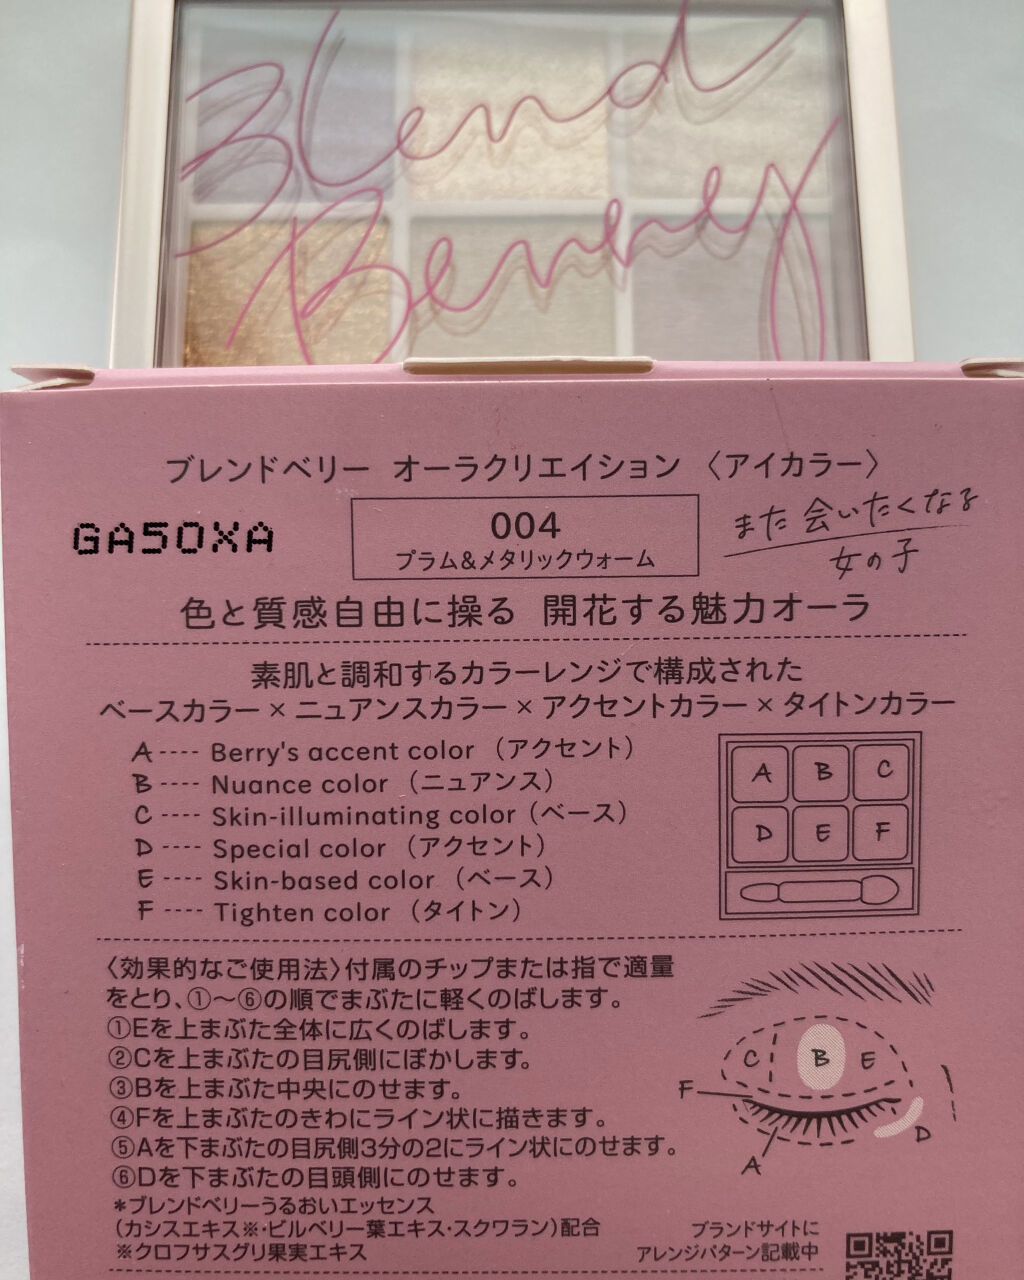 Blend
Berry
ブレンドベリー オーラクリエイション 〈アイカラー〉
GA50XA
004
プラム&メタリックウォーム
また会いたくなる
女の子
色と質感自由に操る 開花する魅力オーラ
素肌と調和するカラーレンジで構成された
ベースカラー×ニュアンスカラー×アクセントカラー×タイトンカラー
A---- Berry's accent color (アクセント)
B---- Nuance color (ニュアンス)
C---- Skin-illuminating color (ベース)
D---- Special color (アクセント)
E---- Skin-based color (ベース)
F---- Tighten color (タイトン)
A B C
D E F
〈効果的なご使用法〉付属のチップまたは指で適量
をとり、①〜⑥の順でまぶたに軽くのばします。
①Eを上まぶた全体に広くのばします。
②Cを上まぶたの目尻側にぼかします。
③Bを上まぶた中央にのせます。
④Fを上まぶたのきわにライン状に描きます。
⑤Aを下まぶたの目尻側3分の2にライン状にのせます。
⑥Dを下まぶたの目頭側にのせます。
C B E
F
D
A
*ブレンドベリーうるおいエッセンス
(カシスエキス※・ビルベリー葉エキス・スクワラン)配合
※クロフサスグリ果実エキス
ブランドサイトに
アレンジパターン記載中